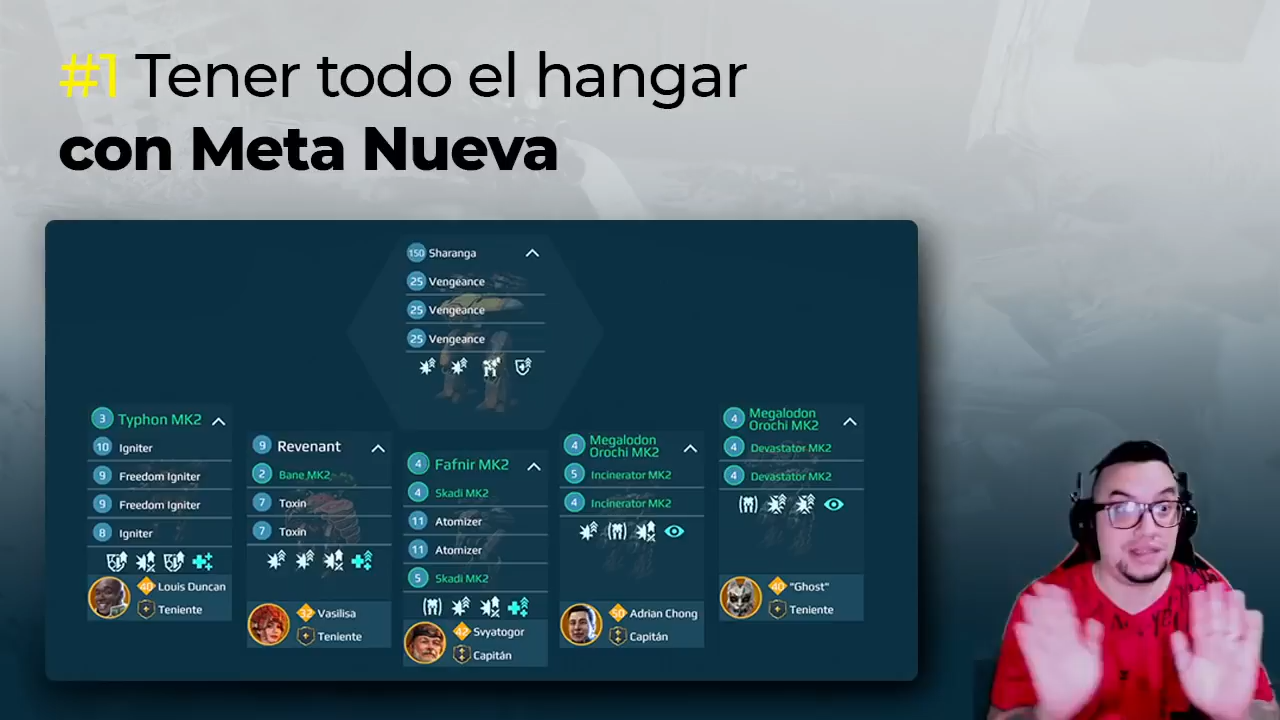 #1 Tener todo el hangar
con Meta Nueva
150 Sharanga
25 Vengeance
25 Vengeance
25 Vengeance
3 Typhon MK2
10 Igniter
9 Freedom Igniter
9 Freedom Igniter
8 Igniter
40 Louis Duncan
Teniente
9 Revenant
2 Bane MK2
7 Toxin
7 Toxin
37 Vasilisa
Teniente
4 Fafnir MK2
4 Skadi MK2
11 Atomizer
11 Atomizer
5 Skadi MK2
42 Svyatogor
Capitán
4 Megalodon
Orochi MK2
5 Incinerator MK2
4 Incinerator MK2
50 Adrian Chong
Capitán
4 Megalodon
Orochi MK2
4 Devastator MK2
4 Devastator MK2
40 "Ghost"
Teniente